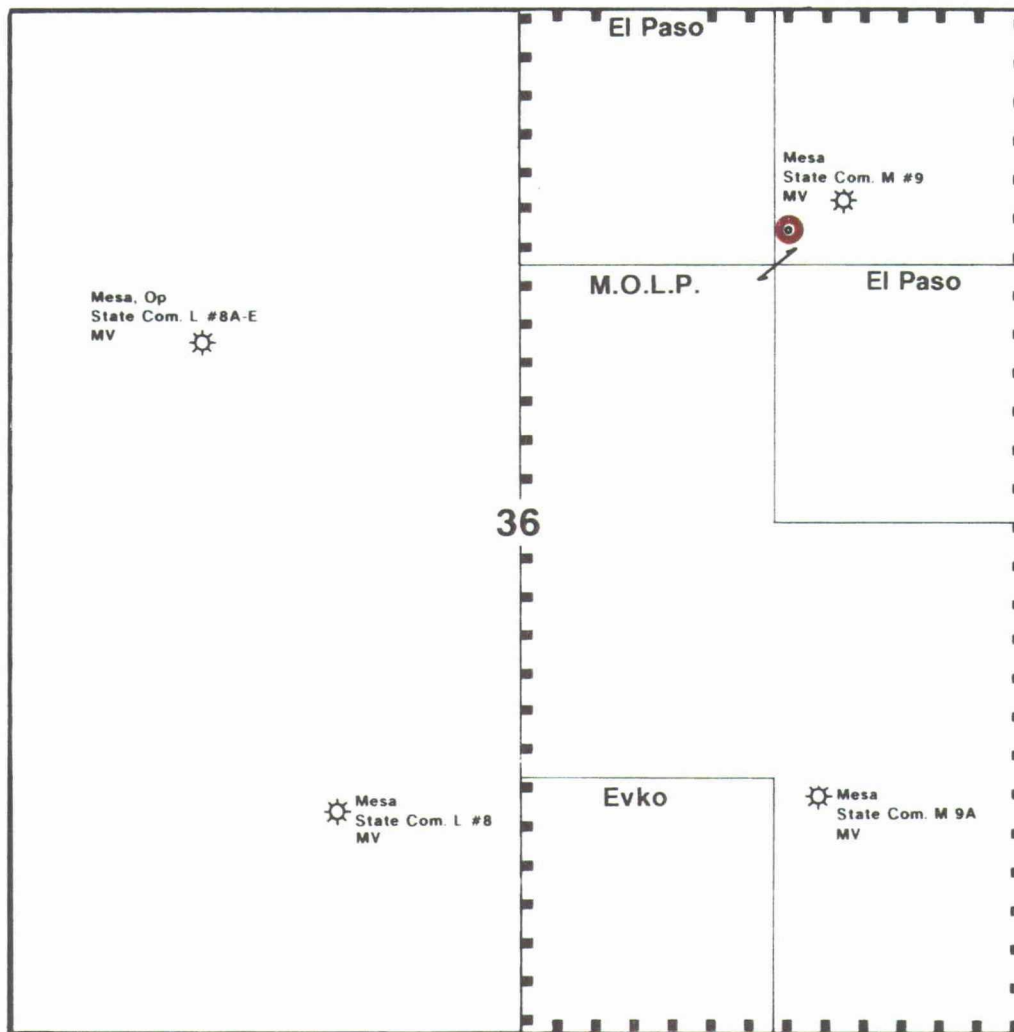 El Paso
Mesa
State Com. M #9
MV
M.O.L.P.
El Paso
Mesa, Op
State Com. L #8A-E
MV
36
Evko
Mesa
State Com. L #8
MV
Mesa
State Com. M 9A
MV